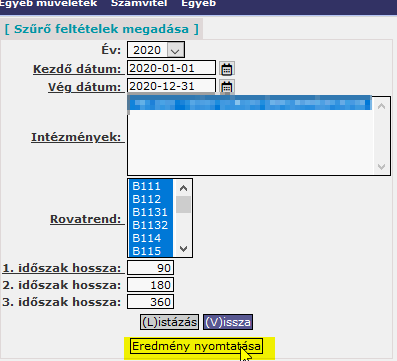 Egyéb műveletek Számvitel Egyéb
[ Szűrő feltételek megadása ]
Év: 2020
Kezdő dátum: 2020-01-01
Vég dátum: 2020-12-31
Intézmények:
Rovatrend:
B111
B112
B1131
B1132
B114
B115
1. időszak hossza: 90
2. időszak hossza: 180
3. időszak hossza: 360
(L)istázás (V)issza
Eredmény nyomtatása